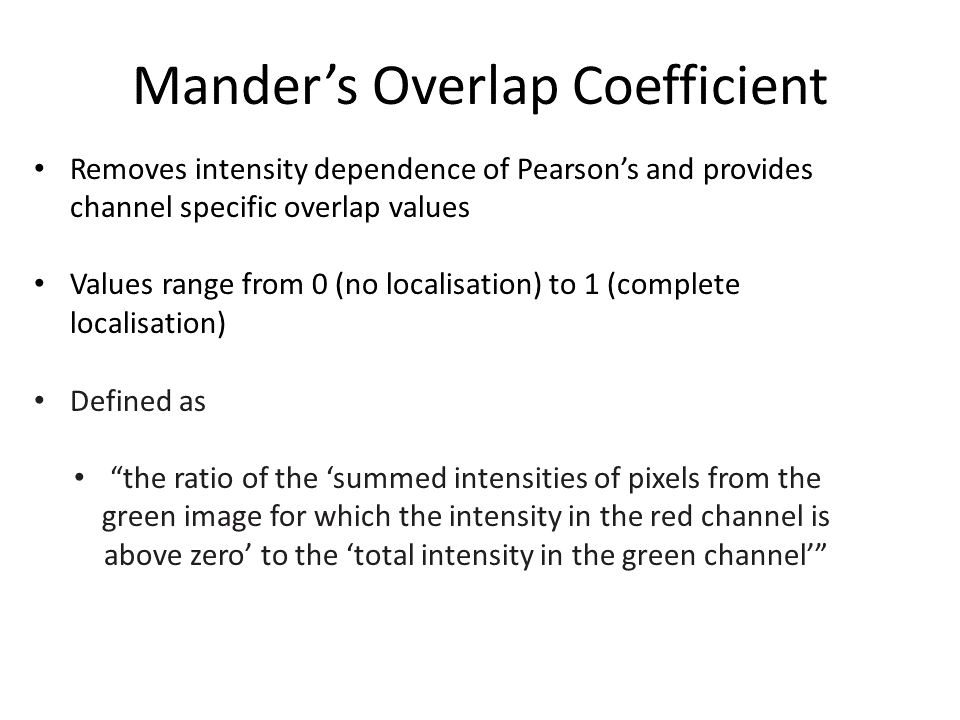 Mander’s Overlap Coefficient
• Removes intensity dependence of Pearson’s and provides
channel specific overlap values
• Values range from 0 (no localisation) to 1 (complete
localisation)
• Defined as
• “the ratio of the ‘summed intensities of pixels from the
green image for which the intensity in the red channel is
above zero’ to the ‘total intensity in the green channel’”